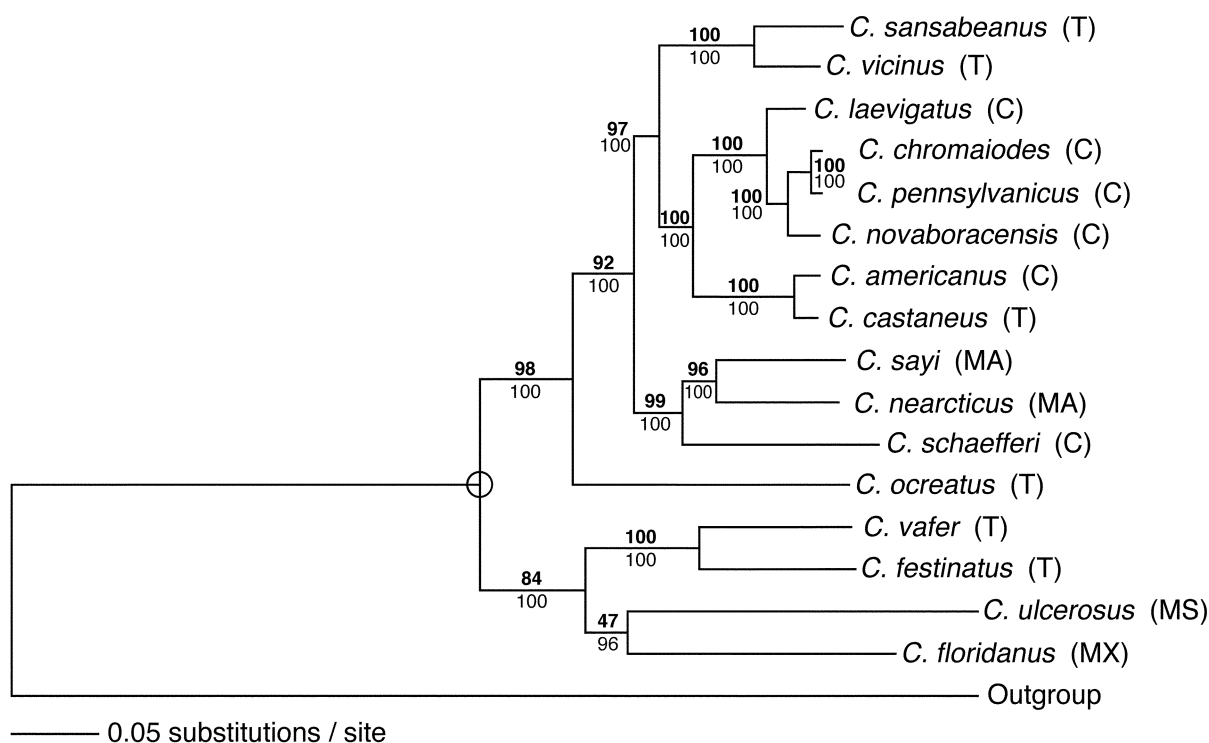 100
100
C. sansabeanus (T)
C. vicinus (T)
C. laevigatus (C)
97
100
100
100
C. chromaiodes (C)
100
100
C. pennsylvanicus (C)
100
100
100
100
C. novaboracensis (C)
92
100
C. americanus (C)
100
100
C. castaneus (T)
98
100
C. sayi (MA)
96
100
C. nearcticus (MA)
99
100
C. schaefferi (C)
C. ocreatus (T)
C. vafer (T)
100
100
C. festinatus (T)
84
100
C. ulcerosus (MS)
47
96
C. floridanus (MX)
Outgroup
0.05 substitutions / site